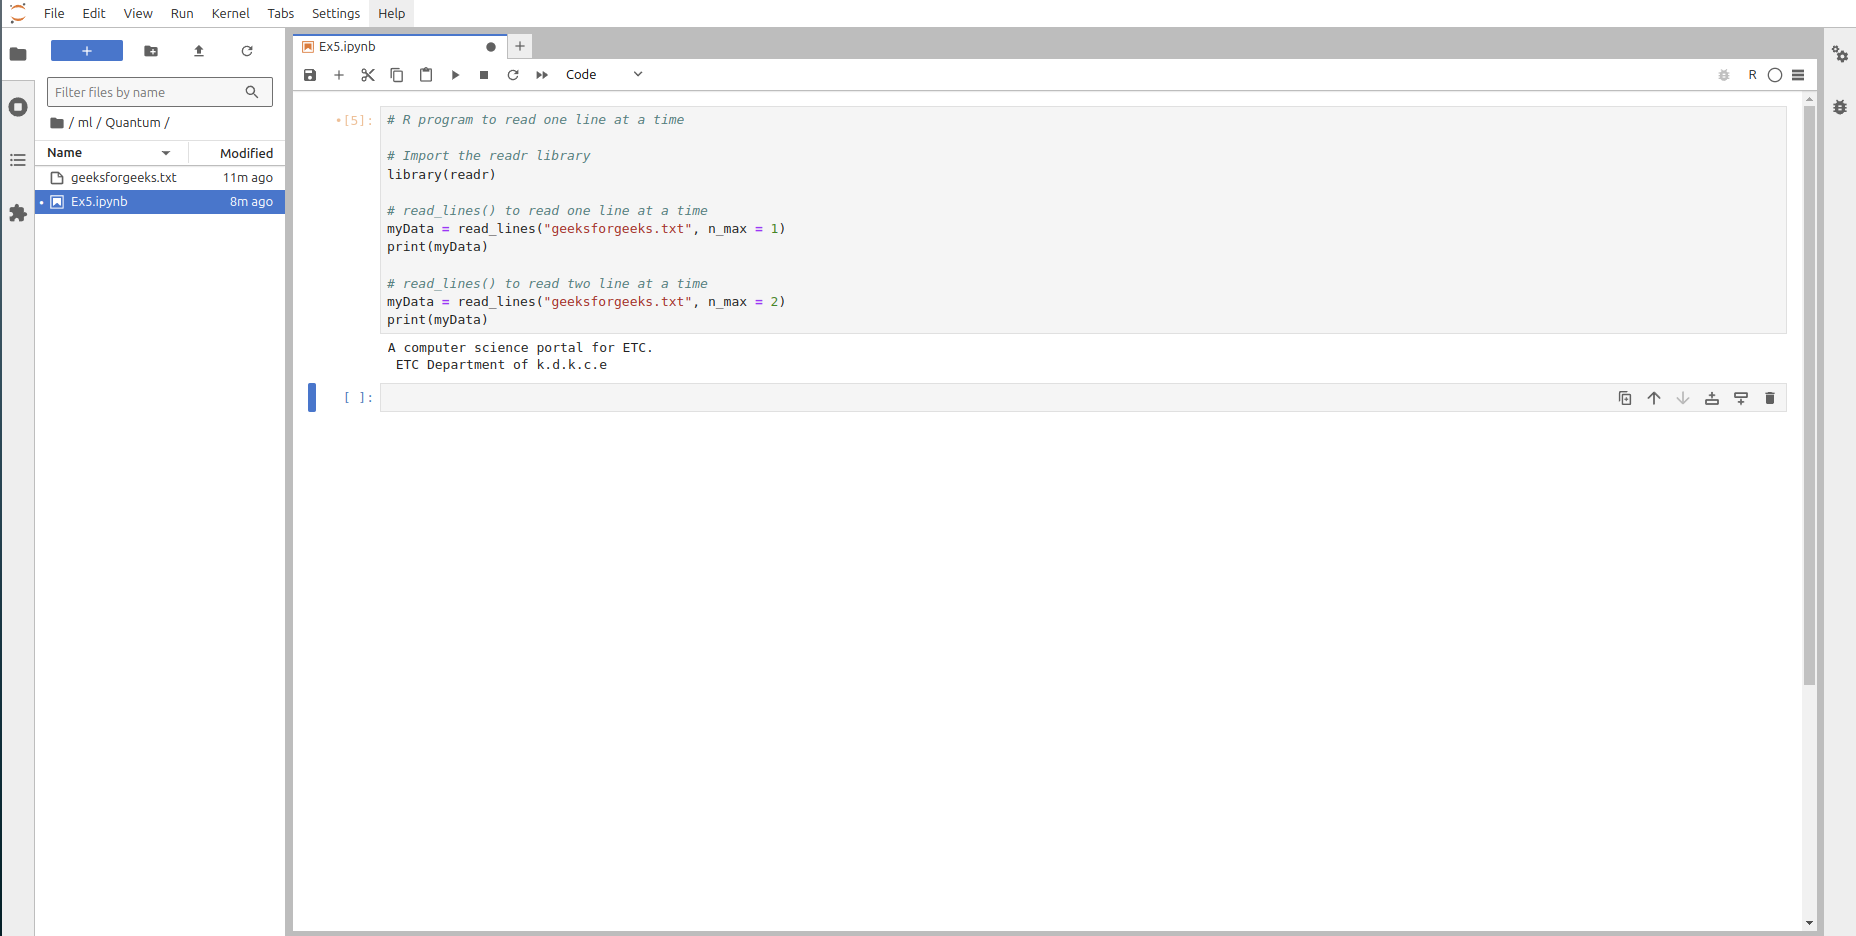 File Edit View Run Kernel Tabs Settings Help
Filter files by name
/ ml / Quantum /
Name Modified
geeksforgeeks.txt 11m ago
• Ex5.ipynb 8m ago
Ex5.ipynb
Code
R
•[5]:
# R program to read one line at a time
# Import the readr library
library(readr)
# read_lines() to read one line at a time
myData = read_lines("geeksforgeeks.txt", n_max = 1)
print(myData)
# read_lines() to read two line at a time
myData = read_lines("geeksforgeeks.txt", n_max = 2)
print(myData)
A computer science portal for ETC.
ETC Department of k.d.k.c.e
[ ]: